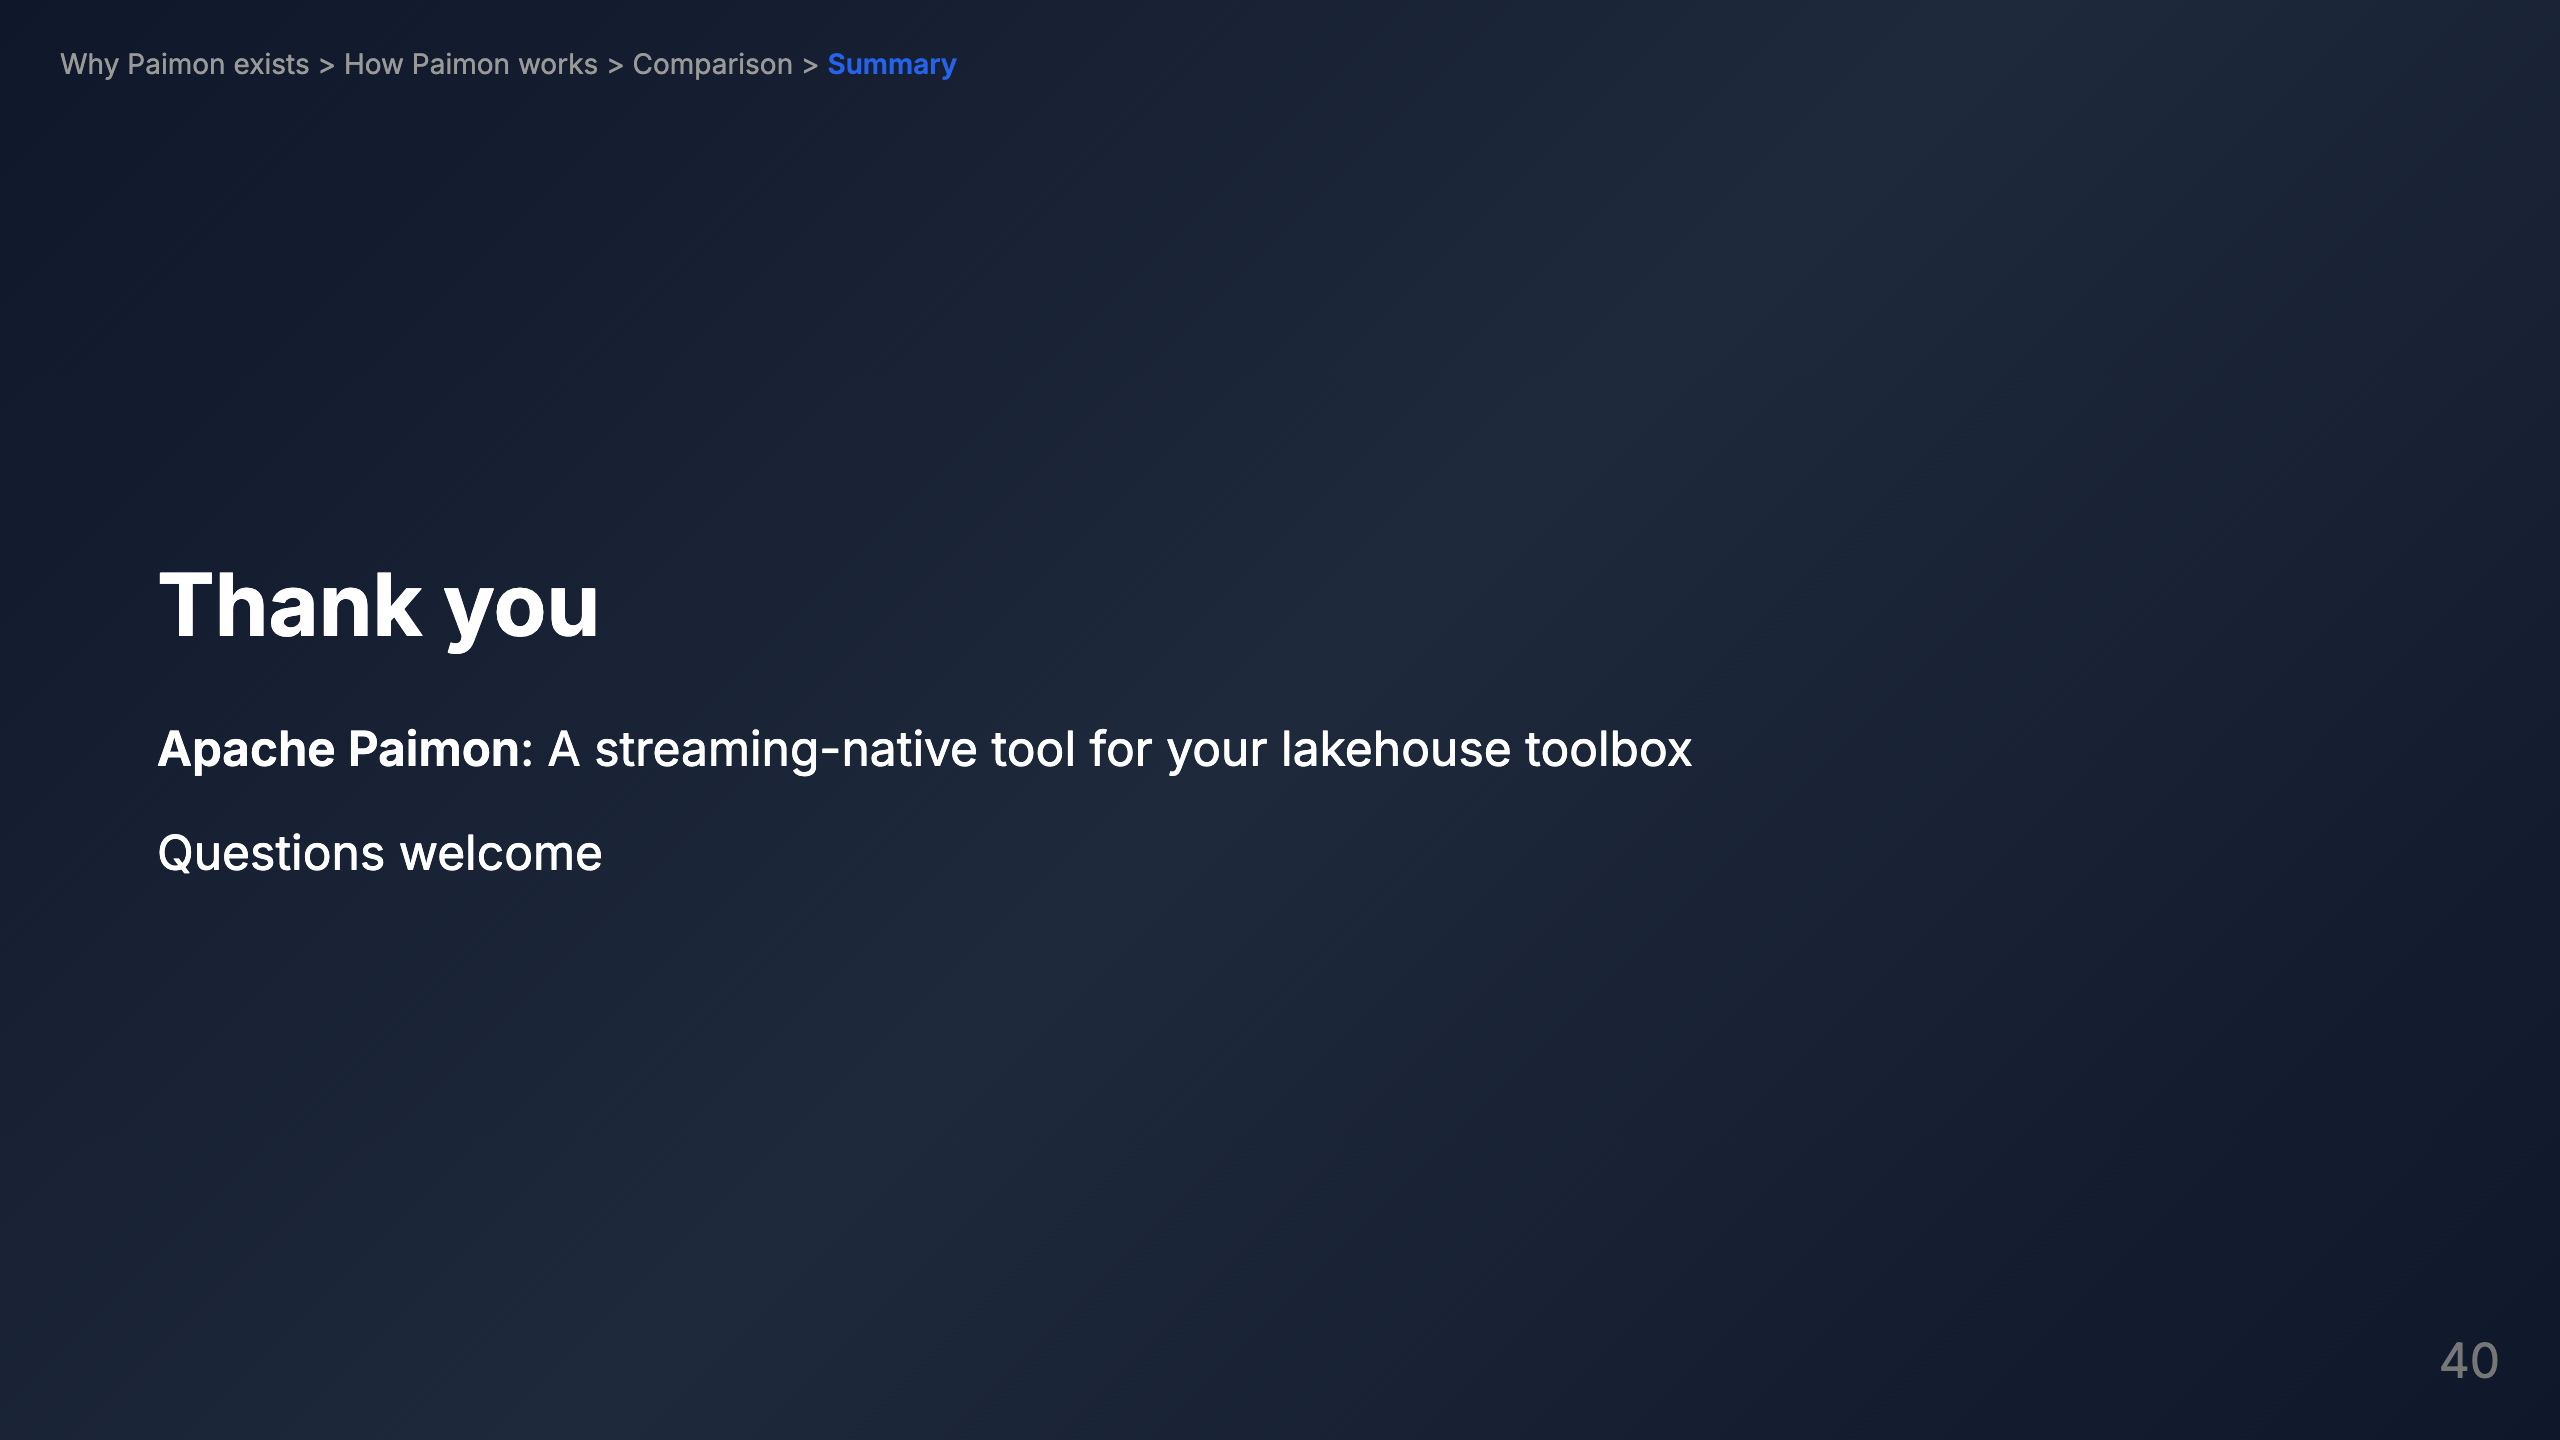 Why Paimon exists > How Paimon works > Comparison > Summary
Thank you
Apache Paimon: A streaming-native tool for your lakehouse toolbox
Questions welcome
40